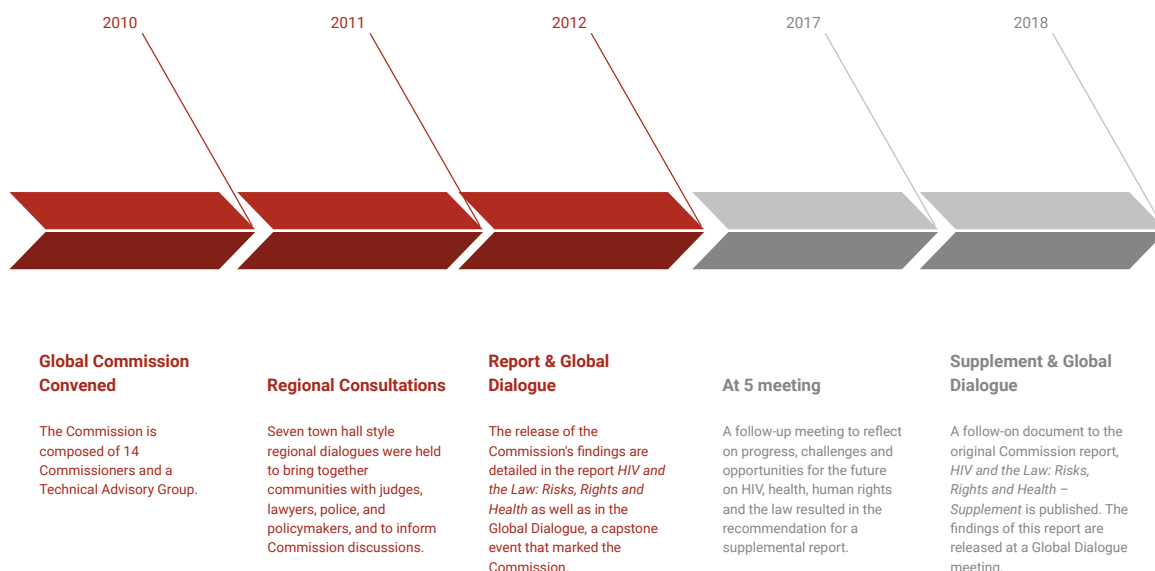 2010
2011
2012
2017
2018
Global Commission
Convened
The Commission is
composed of 14
Commissioners and a
Technical Advisory Group.
Regional Consultations
Seven town hall style
regional dialogues were held
to bring together
communities with judges,
lawyers, police, and
policymakers, and to inform
Commission discussions.
Report & Global
Dialogue
The release of the
Commission's findings are
detailed in the report HIV and
the Law: Risks, Rights and
Health as well as in the
Global Dialogue, a capstone
event that marked the
Commission.
At 5 meeting
A follow-up meeting to reflect
on progress, challenges and
opportunities for the future
on HIV, health, human rights
and the law resulted in the
recommendation for a
supplemental report.
Supplement & Global
Dialogue
A follow-on document to the
original Commission report,
HIV and the Law: Risks,
Rights and Health –
Supplement is published. The
findings of this report are
released at a Global Dialogue
meeting.